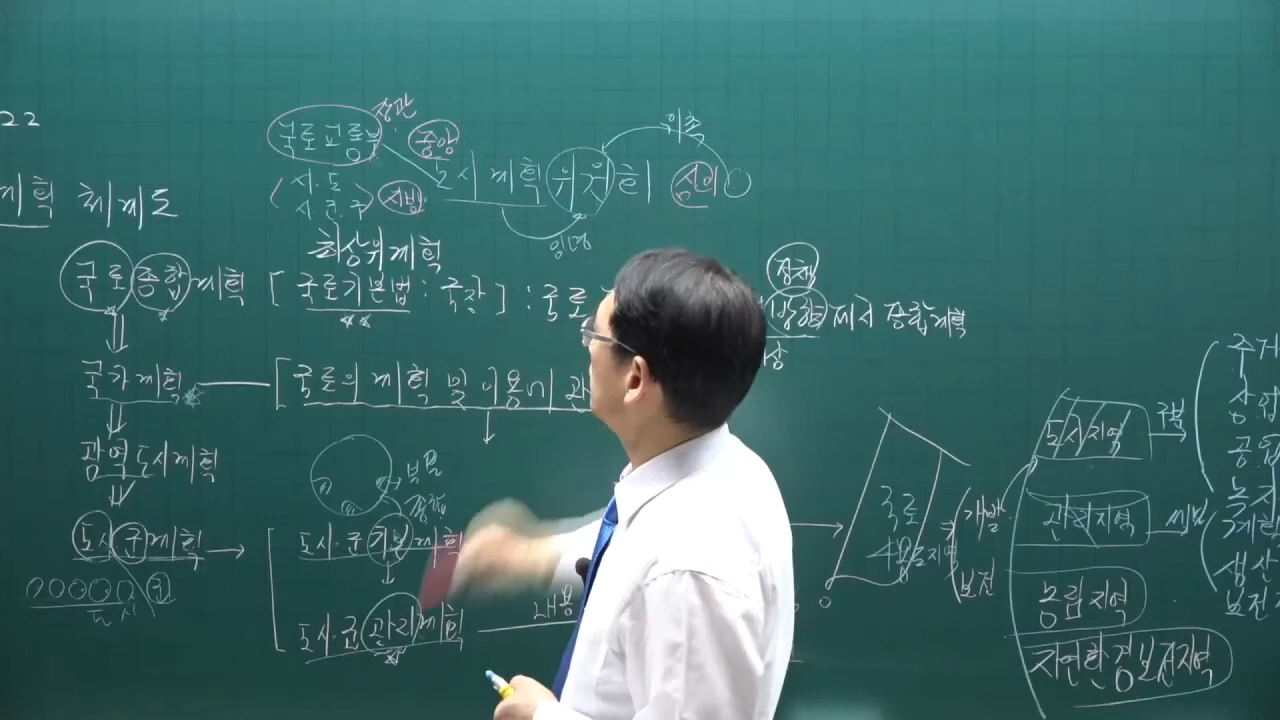 22
장관
국토교통부 중앙 도시계획위원회 심의
시·도
시·군·구 지방
계획 체계도
최상위계획
국토종합계획 [국토기본법: 국장] : 국토
정책
방향 제시 종합계획
국가계획 [국토의 계획 및 이용에 관
광역도시계획
도시·군계획 → 도시·군기본계획
도시·군관리계획 내용
국토
개발
보전
도시지역
관리지역
농림지역
자연환경보전지역
주거
상업
공업
녹지
계획
생산
보전